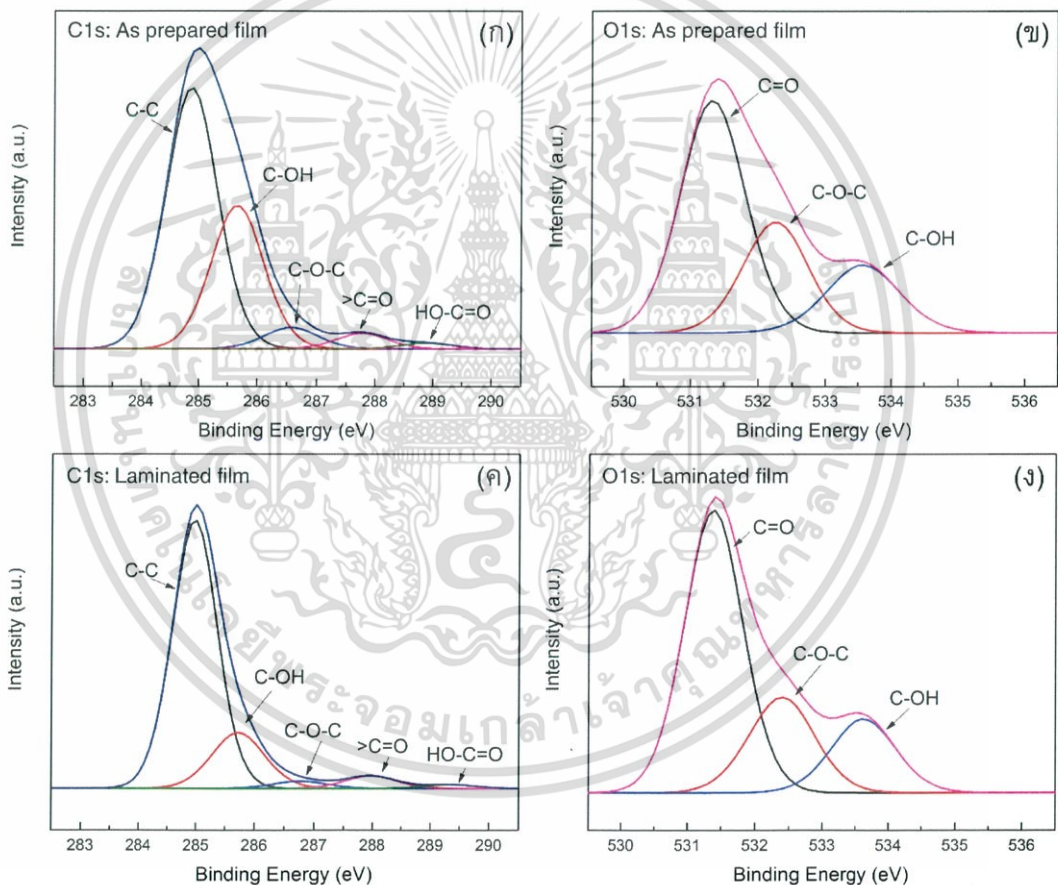 C1s: As prepared film
(ก)
C-C
C-OH
C-O-C
>C=O
HO-C=O
Intensity (a.u.)
283 284 285 286 287 288 289 290
Binding Energy (eV)
O1s: As prepared film
(ข)
C=O
C-O-C
C-OH
Intensity (a.u.)
530 531 532 533 534 535 536
Binding Energy (eV)
C1s: Laminated film
(ค)
C-C
C-OH
C-O-C
>C=O
HO-C=O
Intensity (a.u.)
283 284 285 286 287 288 289 290
Binding Energy (eV)
O1s: Laminated film
(ง)
C=O
C-O-C
C-OH
Intensity (a.u.)
530 531 532 533 534 535 536
Binding Energy (eV)